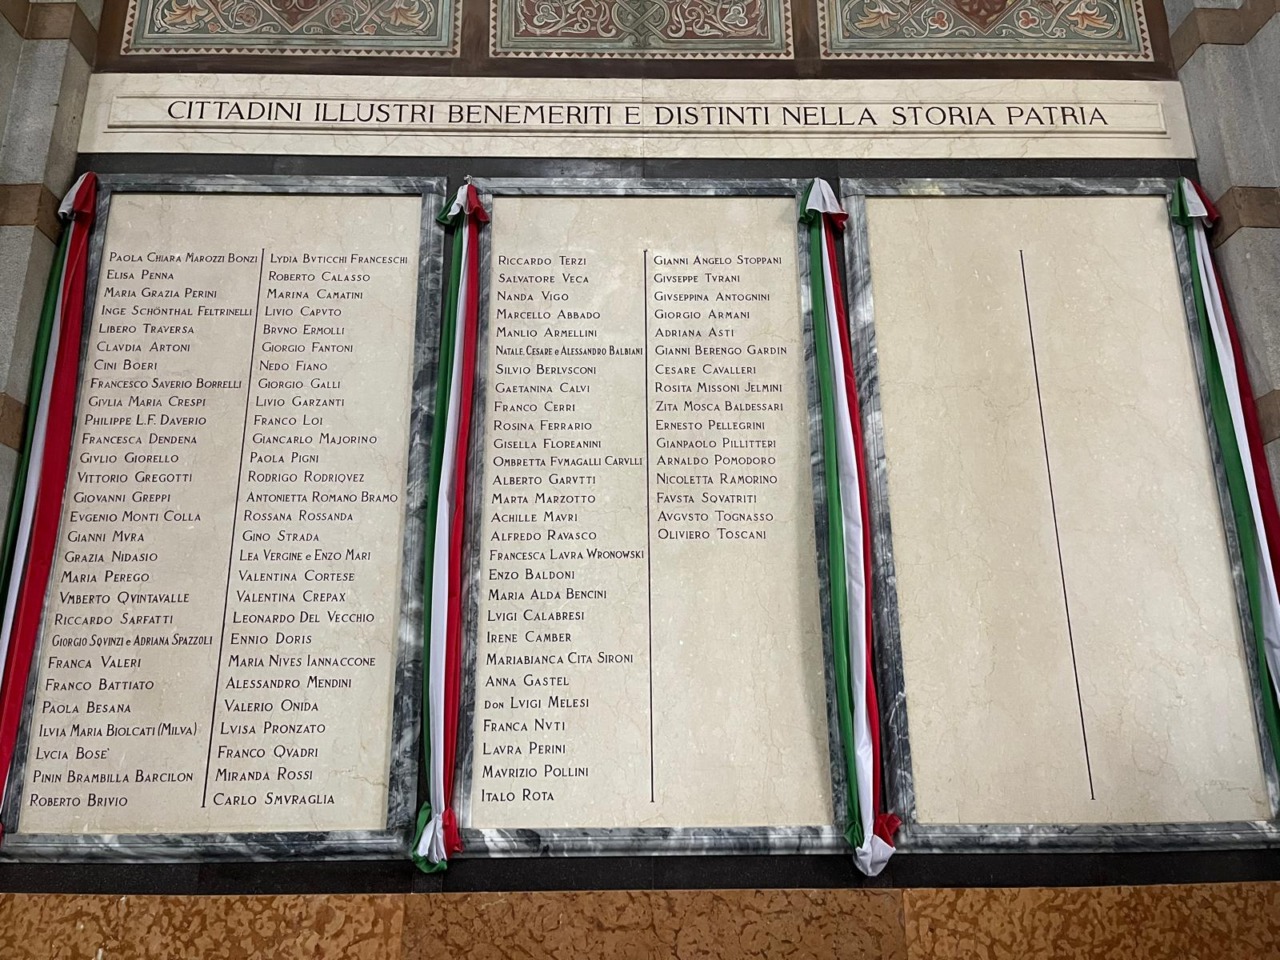 CITTADINI ILLUSTRI BENEMERITI E DISTINTI NELLA STORIA PATRIA
PAOLA CHIARA MAROZZI BONZI
ELISA PENNA
MARIA GRAZIA PERINI
INGE SCHÖNTHAL FELTRINELLI
LIBERO TRAVERSA
CLAVDIA ARTONI
CINI BOERI
FRANCESCO SAVERIO BORRELLI
GIVLIA MARIA CRESPI
PHILIPPE L.F. DAVERIO
FRANCESCA DENDENA
GIVLIO GIORELLO
VITTORIO GREGOTTI
GIOVANNI GREPPI
EVGENIO MONTI COLLA
GIANNI MVRA
GRAZIA NIDASIO
MARIA PEREGO
VMBERTO QVINTAVALLE
RICCARDO SARFATTI
GIORGIO SQVINZI e ADRIANA SPAZZOLI
FRANCA VALERI
FRANCO BATTIATO
PAOLA BESANA
ILVIA MARIA BIOLCATI (MILVA)
LVCIA BOSE'
PININ BRAMBILLA BARCILON
ROBERTO BRIVIO
LYDIA BVTICCHI FRANCESCHI
ROBERTO CALASSO
MARINA CAMATINI
LIVIO CAPVTO
BRVNO ERMOLLI
GIORGIO FANTONI
NEDO FIANO
GIORGIO GALLI
LIVIO GARZANTI
FRANCO LOI
GIANCARLO MAJORINO
PAOLA PIGNI
RODRIGO RODRIQVEZ
ANTONIETTA ROMANO BRAMO
ROSSANA ROSSANDA
GINO STRADA
LEA VERGINE e ENZO MARI
VALENTINA CORTESE
VALENTINA CREPAX
LEONARDO DEL VECCHIO
ENNIO DORIS
MARIA NIVES IANNACCONE
ALESSANDRO MENDINI
VALERIO ONIDA
LVISA PRONZATO
FRANCO QVADRI
MIRANDA ROSSI
CARLO SMVRAGLIA
RICCARDO TERZI
SALVATORE VECA
NANDA VIGO
MARCELLO ABBADO
MANLIO ARMELLINI
NATALE, CESARE e ALESSANDRO BALBIANI
SILVIO BERLVSCONI
GAETANINA CALVI
FRANCO CERRI
ROSINA FERRARIO
GISELLA FLOREANINI
OMBRETTA FVMAGALLI CARVLLI
ALBERTO GARVTTI
MARTA MARZOTTO
ACHILLE MAVRI
ALFREDO RAVASCO
FRANCESCA LAVRA WRONOWSKI
ENZO BALDONI
MARIA ALDA BENCINI
LVIGI CALABRESI
IRENE CAMBER
MARIABIANCA CITA SIRONI
ANNA GASTEL
DON LVIGI MELESI
FRANCA NVTI
LAVRA PERINI
MAVRIZIO POLLINI
ITALO ROTA
GIANNI ANGELO STOPPANI
GIVSEPPE TVRANI
GIVSEPPINA ANTOGNINI
GIORGIO ARMANI
ADRIANA ASTI
GIANNI BERENGO GARDIN
CESARE CAVALLERI
ROSITA MISSONI JELMINI
ZITA MOSCA BALDESSARI
ERNESTO PELLEGRINI
GIANPAOLO PILLITTERI
ARNALDO POMODORO
NICOLETTA RAMORINO
FAVSTA SQVATRITI
AVGVSTO TOGNASSO
OLIVIERO TOSCANI